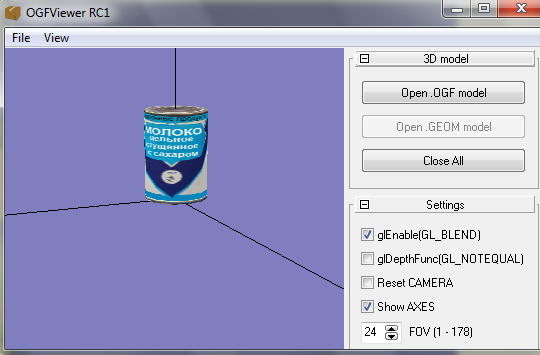 OGFViewer RC1
File View
3D model
Open .OGF model
Open .GEOM model
Close All
Settings
glEnable(GL_BLEND)
glDepthFunc(GL_NOTEQUAL)
Reset CAMERA
Show AXES
24 FOV (1 - 178)
МОЛОКО
цельное
сгущенное
с сахаром